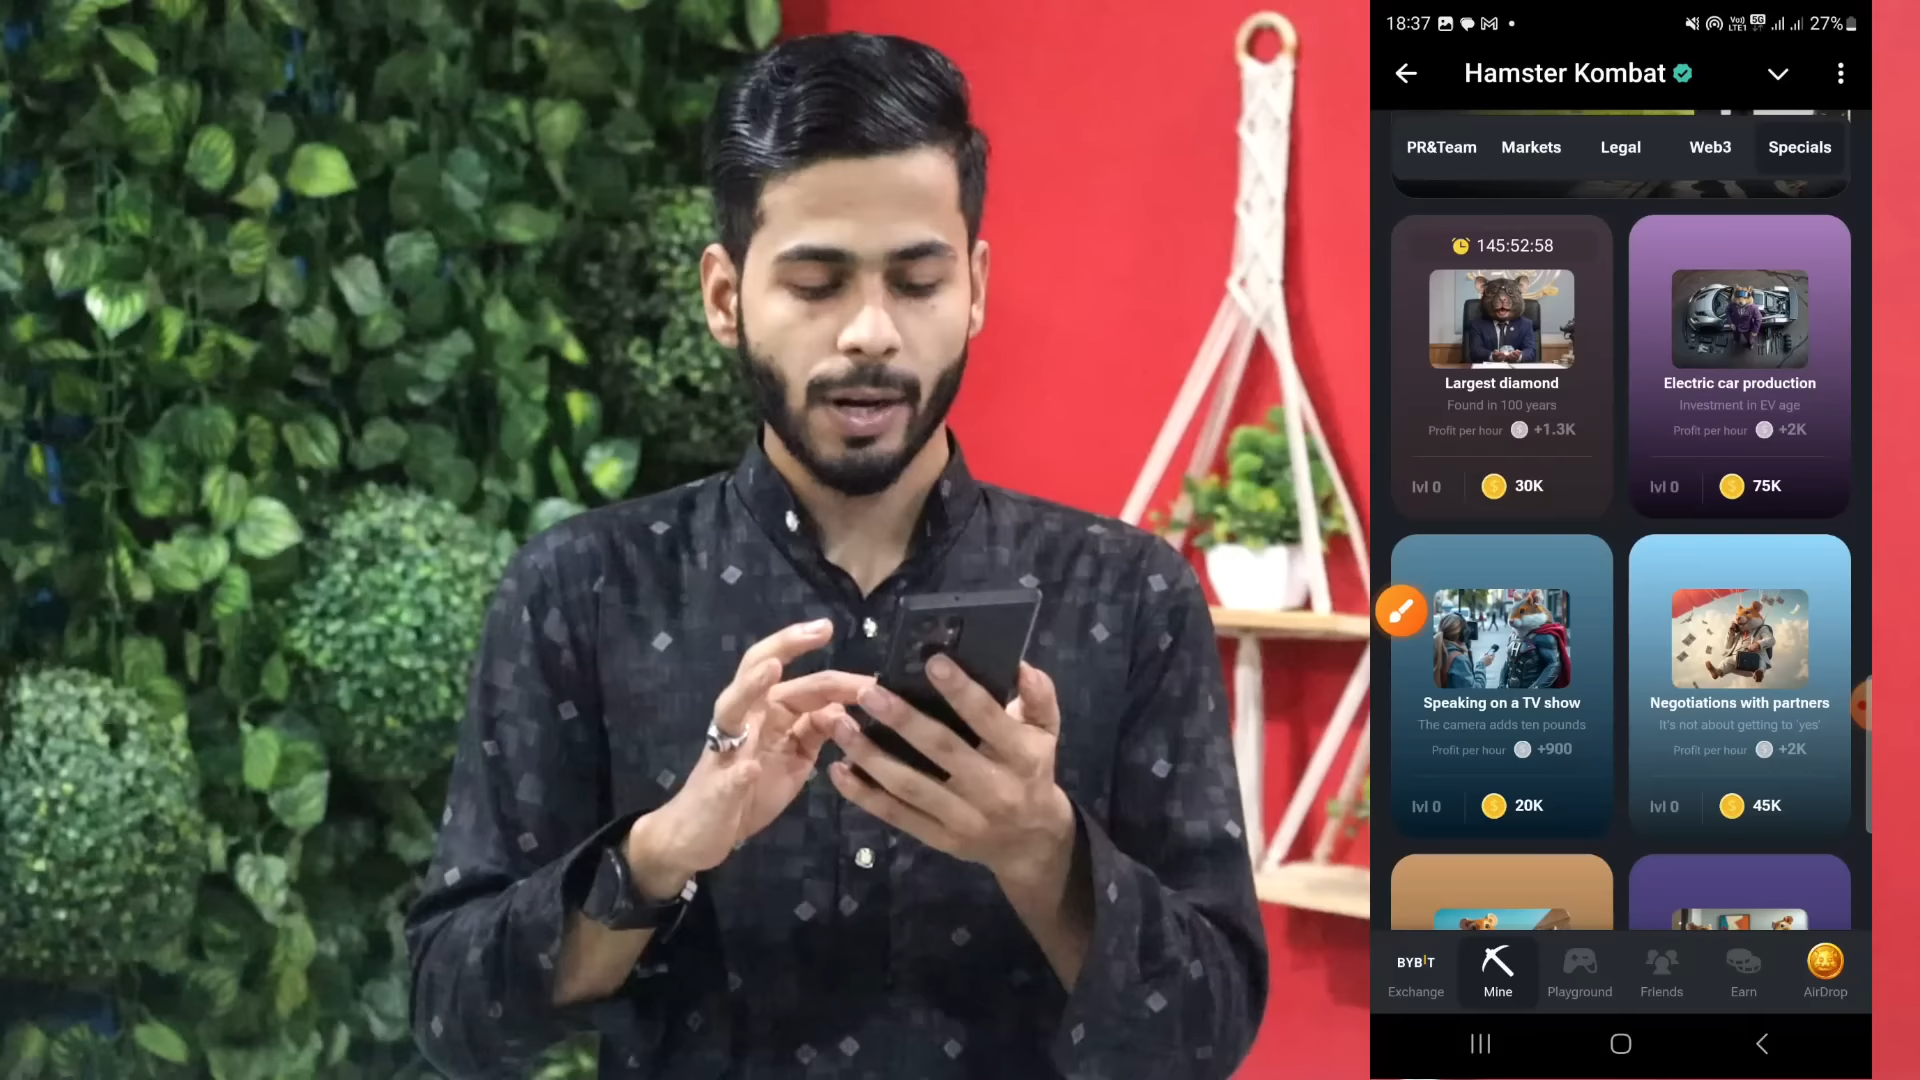 18:37
Vo)) LTE1 5G 27%
Hamster Kombat
PR&Team Markets Legal Web3 Specials
145:52:58
Largest diamond
Found in 100 years
Profit per hour +1.3K
lvl 0 30K
Electric car production
Investment in EV age
Profit per hour +2K
lvl 0 75K
Speaking on a TV show
The camera adds ten pounds
Profit per hour +900
lvl 0 20K
Negotiations with partners
It's not about getting to 'yes'
Profit per hour +2K
lvl 0 45K
BYBIT
Exchange Mine Playground Friends Earn AirDrop